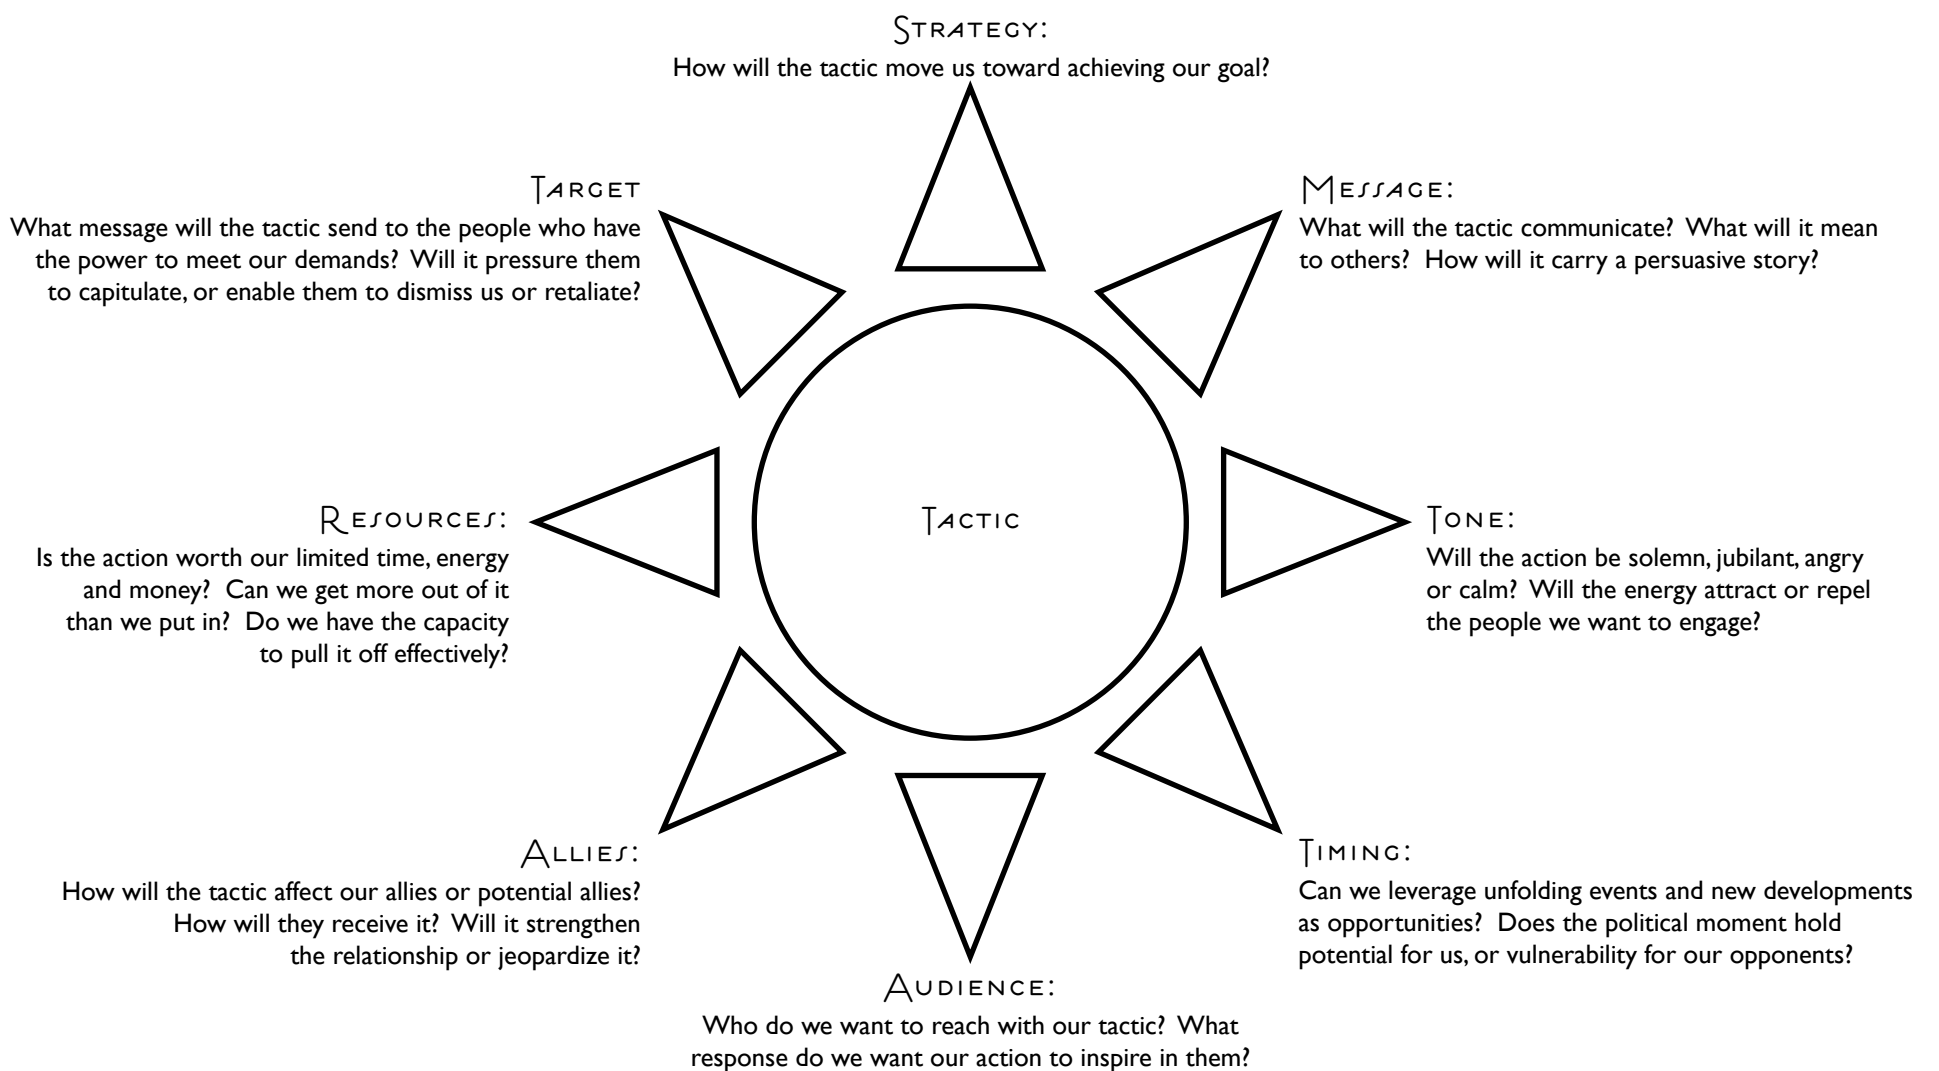 Strategy:
How will the tactic move us toward achieving our goal?
Target
What message will the tactic send to the people who have
the power to meet our demands? Will it pressure them
to capitulate, or enable them to dismiss us or retaliate?
Message:
What will the tactic communicate? What will it mean
to others? How will it carry a persuasive story?
Resources:
Is the action worth our limited time, energy
and money? Can we get more out of it
than we put in? Do we have the capacity
to pull it off effectively?
Tactic
Tone:
Will the action be solemn, jubilant, angry
or calm? Will the energy attract or repel
the people we want to engage?
Allies:
How will the tactic affect our allies or potential allies?
How will they receive it? Will it strengthen
the relationship or jeopardize it?
Timing:
Can we leverage unfolding events and new developments
as opportunities? Does the political moment hold
potential for us, or vulnerability for our opponents?
Audience:
Who do we want to reach with our tactic? What
response do we want our action to inspire in them?